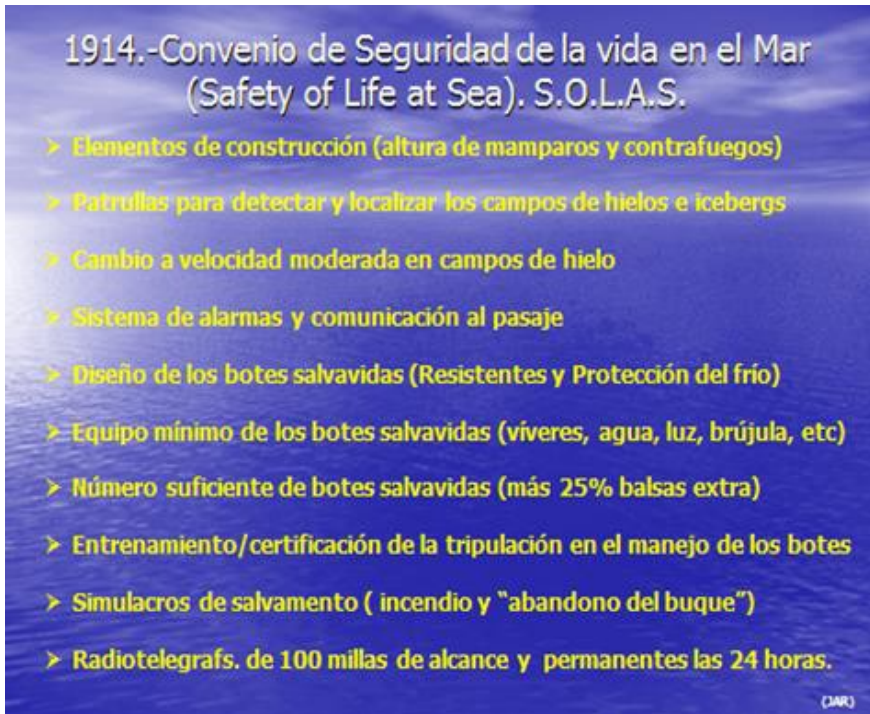 1914.-Convenio de Seguridad de la vida en el Mar
(Safety of Life at Sea). S.O.L.A.S.
➢ Elementos de construcción (altura de mamparos y contrafuegos)
➢ Patrullas para detectar y localizar los campos de hielos e icebergs
➢ Cambio a velocidad moderada en campos de hielo
➢ Sistema de alarmas y comunicación al pasaje
➢ Diseño de los botes salvavidas (Resistentes y Protección del frío)
➢ Equipo mínimo de los botes salvavidas (víveres, agua, luz, brújula, etc)
➢ Número suficiente de botes salvavidas (más 25% balsas extra)
➢ Entrenamiento/certificación de la tripulación en el manejo de los botes
➢ Simulacros de salvamento ( incendio y "abandono del buque")
➢ Radiotelegrafs. de 100 millas de alcance y permanentes las 24 horas.
(JAR)